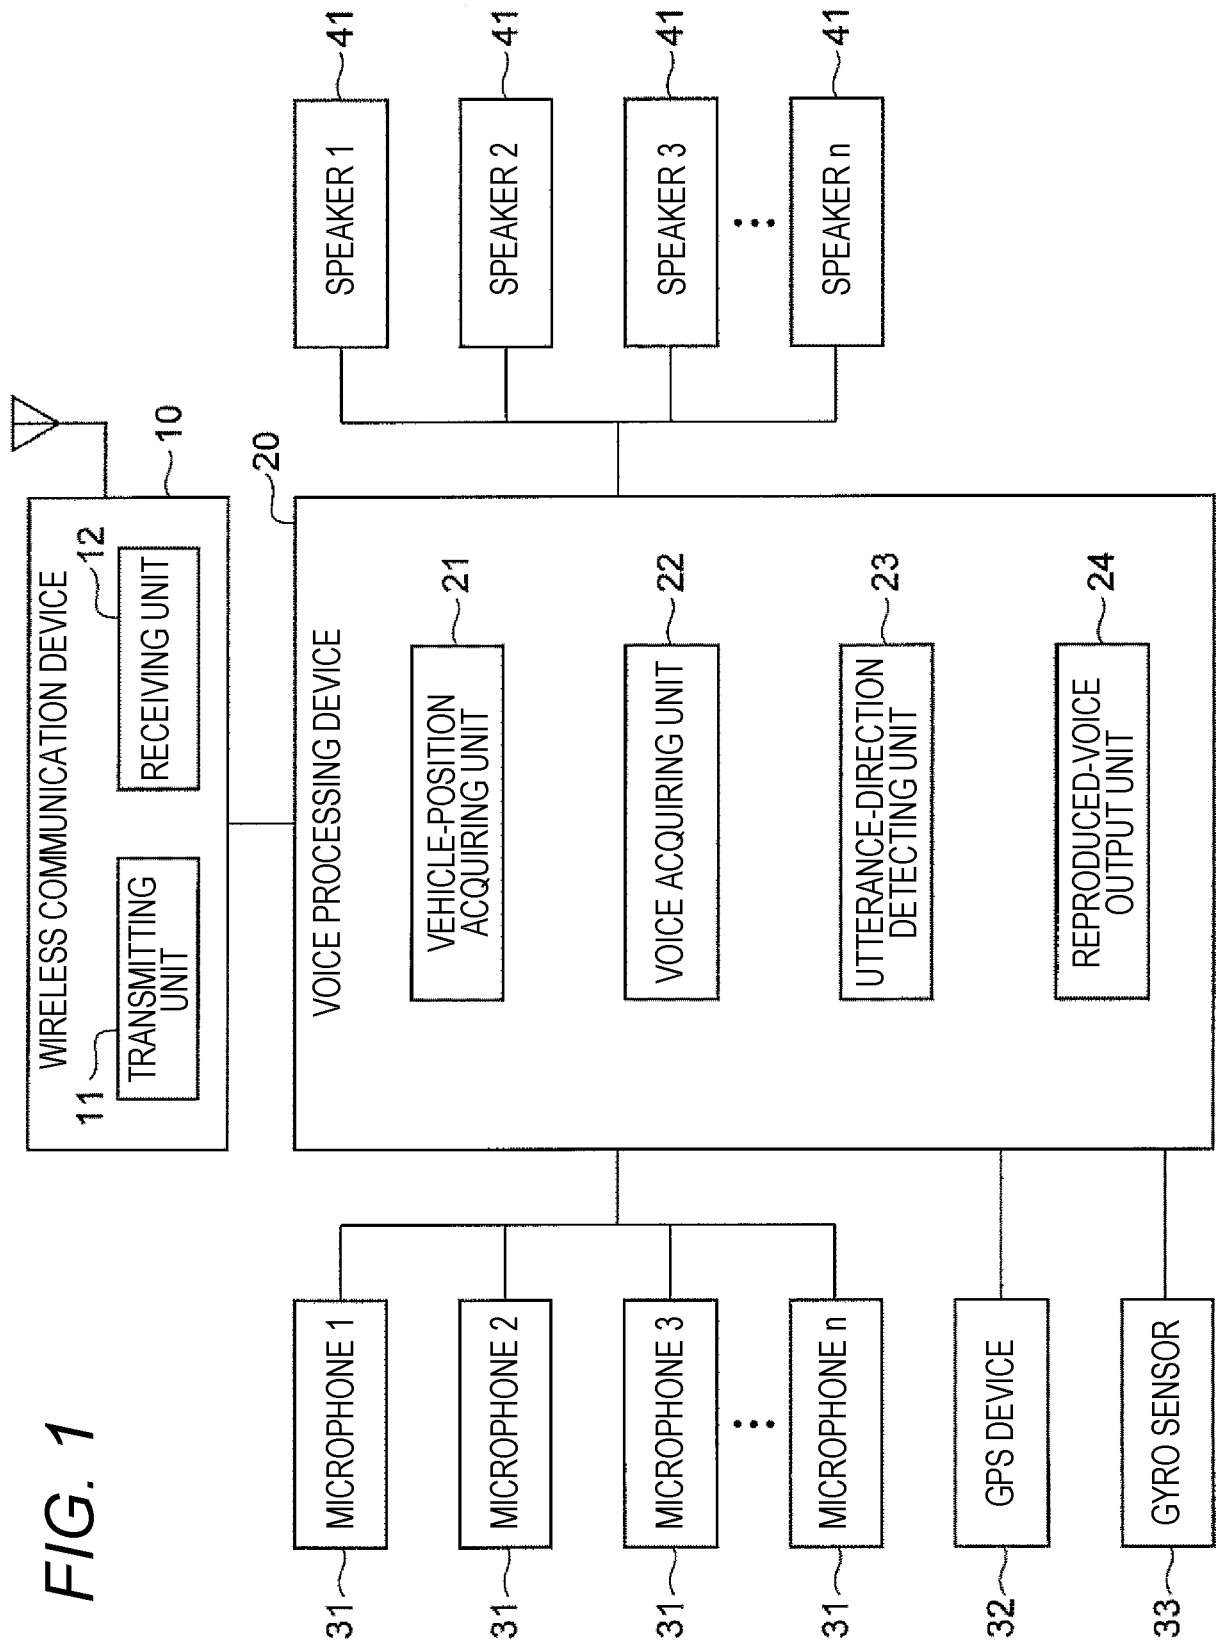 FIG. 1
WIRELESS COMMUNICATION DEVICE
10
11
TRANSMITTING
UNIT
12
RECEIVING UNIT
20
VOICE PROCESSING DEVICE
VEHICLE-POSITION
ACQUIRING UNIT
21
VOICE ACQUIRING UNIT
22
UTTERANCE-DIRECTION
DETECTING UNIT
23
REPRODUCED-VOICE
OUTPUT UNIT
24
31
MICROPHONE 1
31
MICROPHONE 2
31
MICROPHONE 3
31
MICROPHONE n
32
GPS DEVICE
33
GYRO SENSOR
SPEAKER 1
41
SPEAKER 2
41
SPEAKER 3
41
SPEAKER n
41